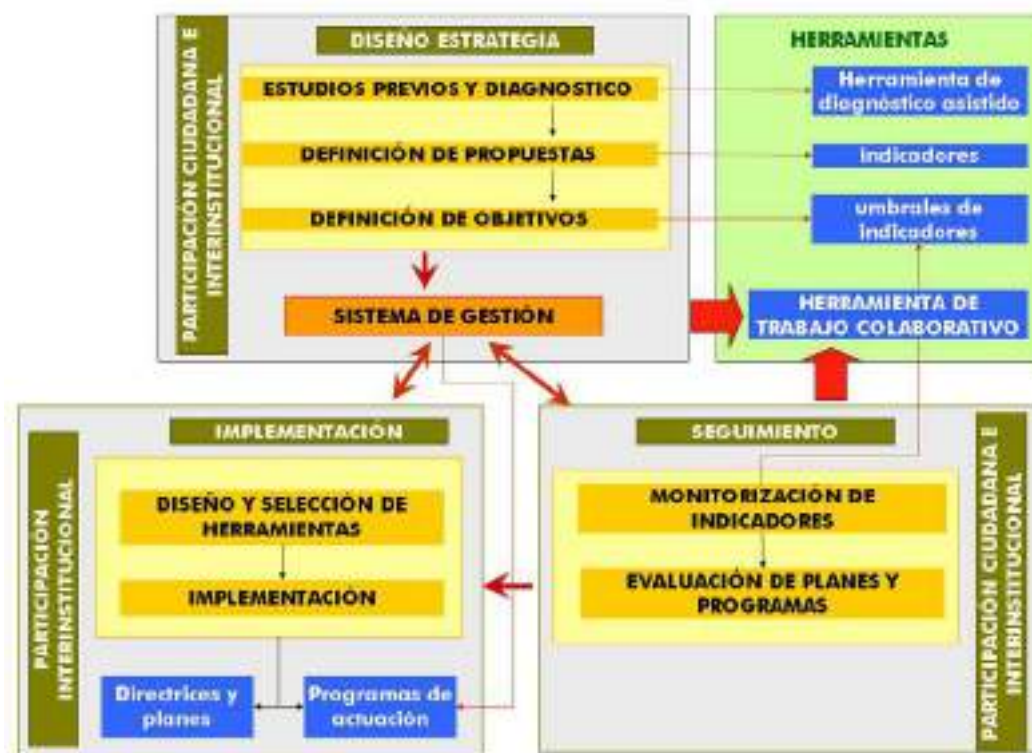 PARTICIPACIÓN CIUDADANA E
INTERINSTITUCIONAL
DISEÑO ESTRATEGIA
ESTUDIOS PREVIOS Y DIAGNOSTICO
DEFINICIÓN DE PROPUESTAS
DEFINICIÓN DE OBJETIVOS
SISTEMA DE GESTIÓN
HERRAMIENTAS
Herramienta de
diagnóstico asistido
indicadores
umbrales de
indicadores
HERRAMIENTA DE
TRABAJO COLABORATIVO
PARTICIPACIÓN
INTERINSTITUCIONAL
IMPLEMENTACIÓN
DISEÑO Y SELECCIÓN DE
HERRAMIENTAS
IMPLEMENTACIÓN
Directrices y
planes
Programas de
actuación
SEGUIMIENTO
MONITORIZACIÓN DE
INDICADORES
EVALUACIÓN DE PLANES Y
PROGRAMAS
PARTICIPACIÓN CIUDADANA E
INTERINSTITUCIONAL